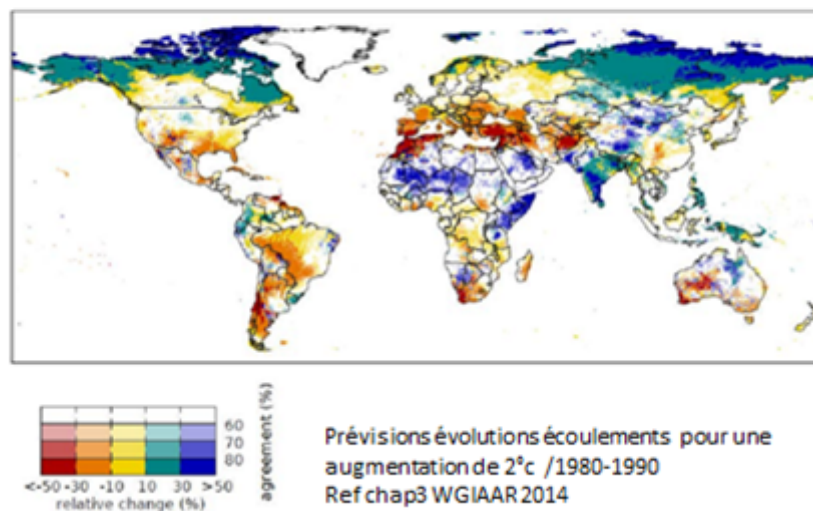 60
70
80
agreement (%)
<-50 -30 -10 10 30 >50
relative change (%)
Prévisions évolutions écoulements pour une
augmentation de 2°c /1980-1990
Ref chap3 WGIAAR 2014